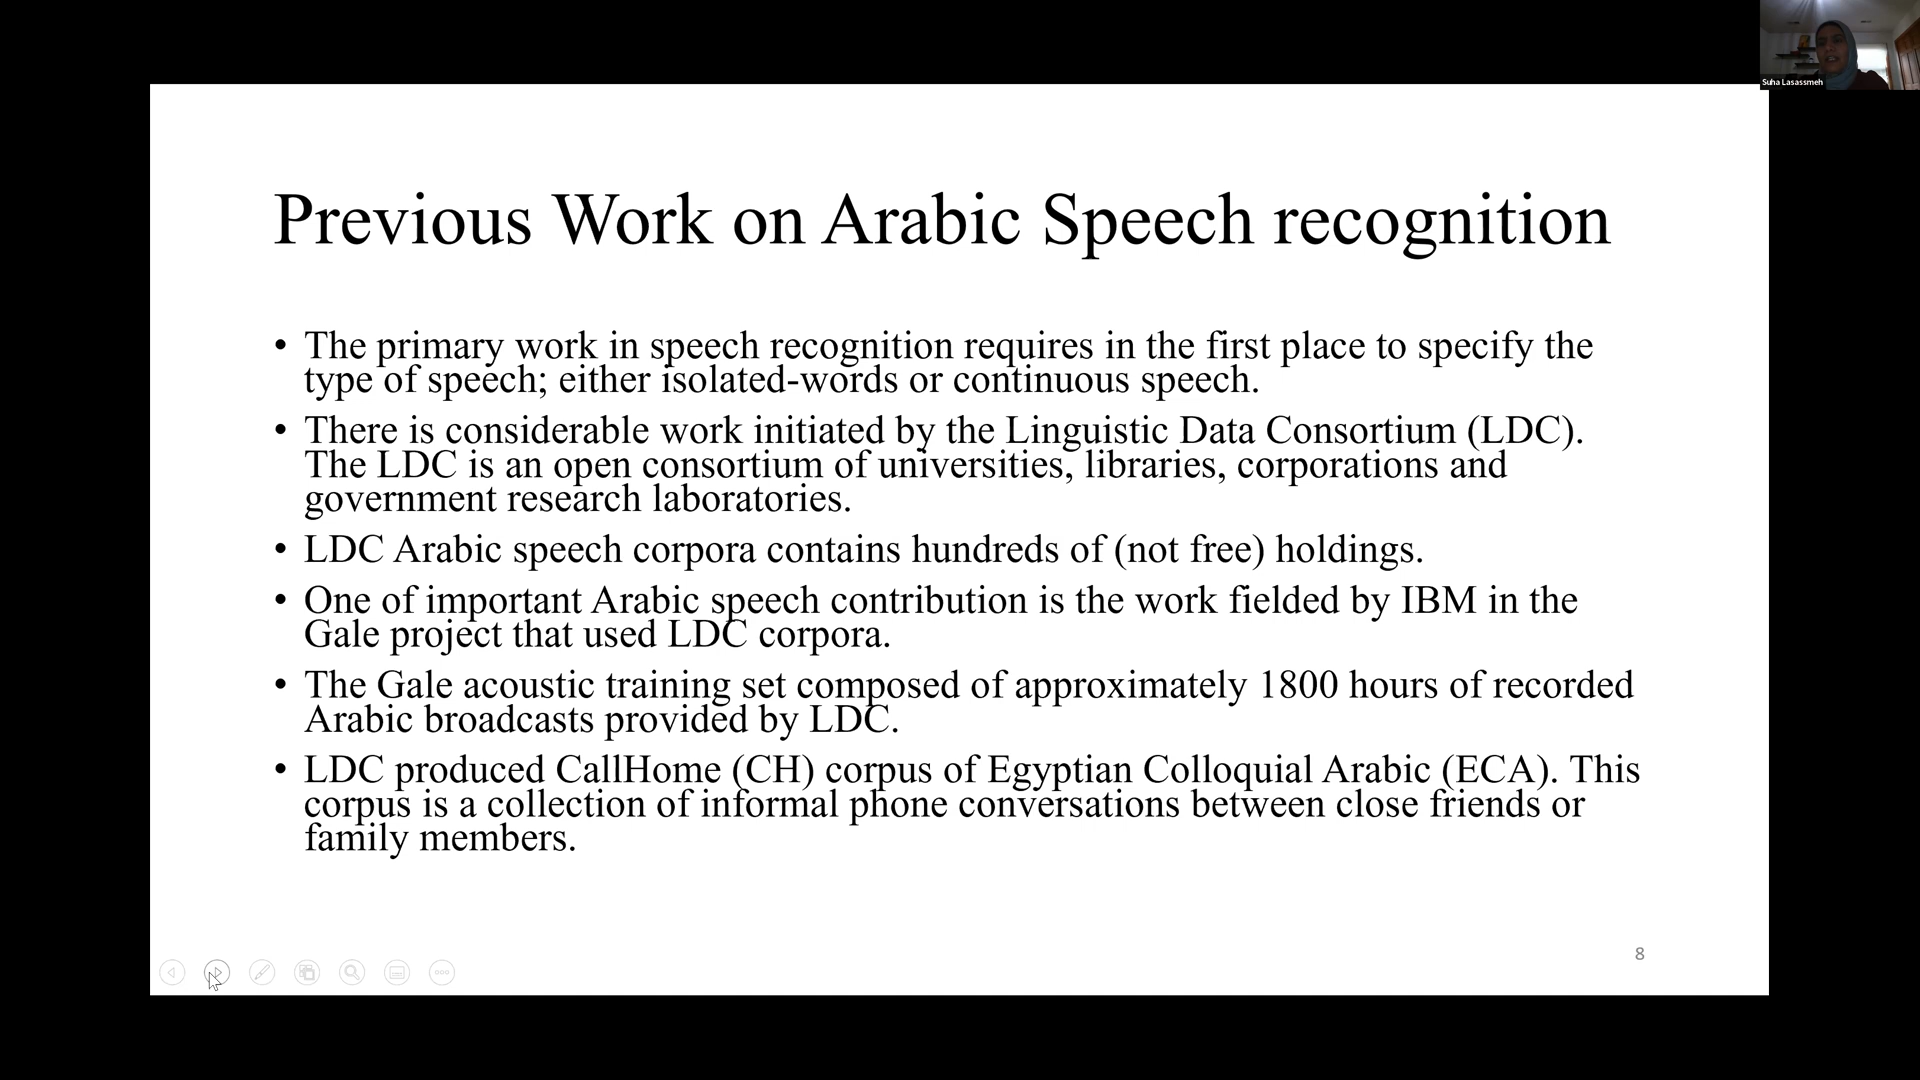 Suha Lasassmeh
Previous Work on Arabic Speech recognition
• The primary work in speech recognition requires in the first place to specify the
type of speech; either isolated-words or continuous speech.
• There is considerable work initiated by the Linguistic Data Consortium (LDC).
The LDC is an open consortium of universities, libraries, corporations and
government research laboratories.
• LDC Arabic speech corpora contains hundreds of (not free) holdings.
• One of important Arabic speech contribution is the work fielded by IBM in the
Gale project that used LDC corpora.
• The Gale acoustic training set composed of approximately 1800 hours of recorded
Arabic broadcasts provided by LDC.
• LDC produced CallHome (CH) corpus of Egyptian Colloquial Arabic (ECA). This
corpus is a collection of informal phone conversations between close friends or
family members.
8